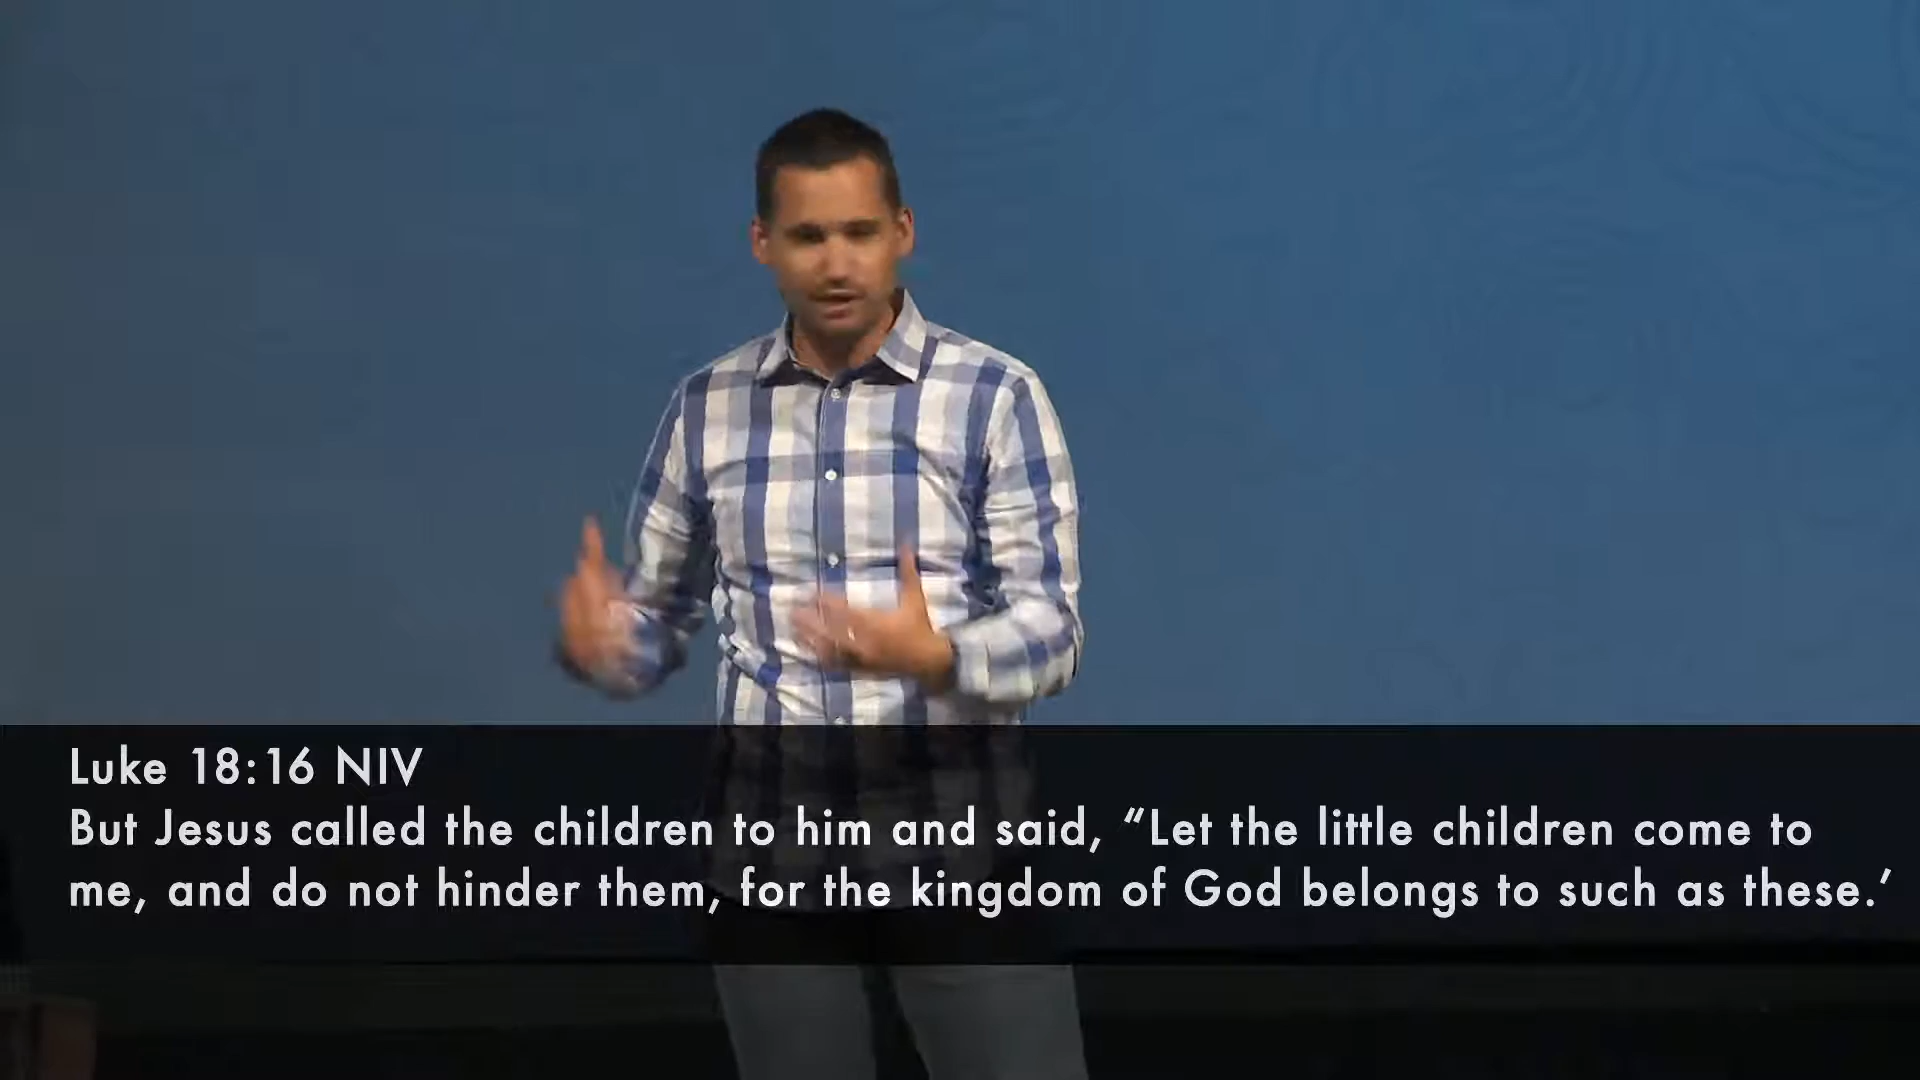 Luke 18:16 NIV
But Jesus called the children to him and said, “Let the little children come to
me, and do not hinder them, for the kingdom of God belongs to such as these.’